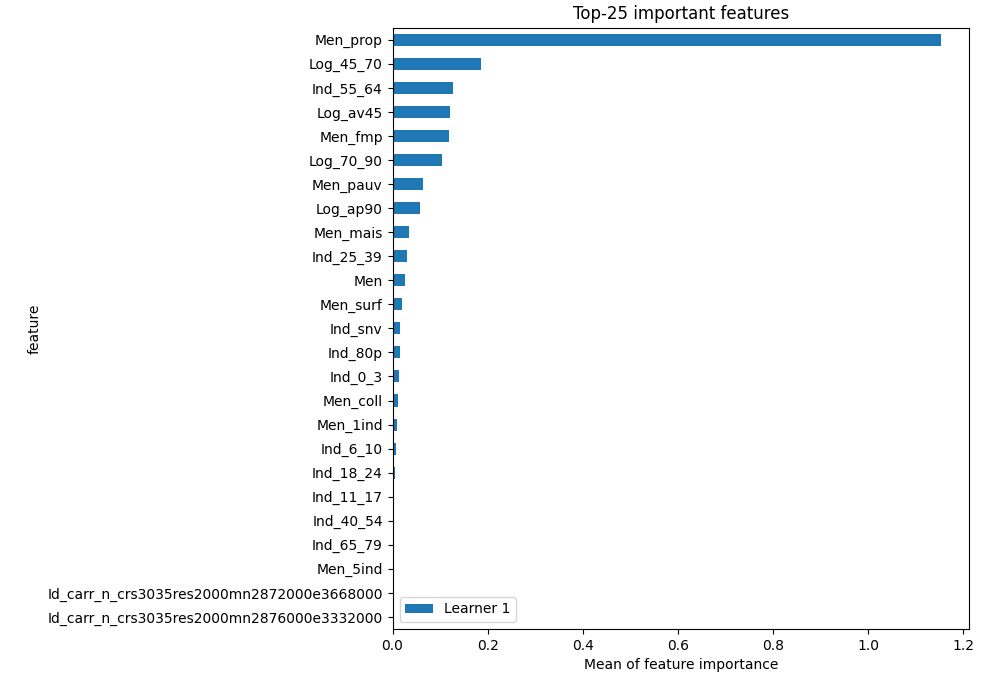 Top-25 important features
Men_prop
Log_45_70
Ind_55_64
Log_av45
Men_fmp
Log_70_90
Men_pauv
Log_ap90
Men_mais
Ind_25_39
Men
Men_surf
Ind_snv
Ind_80p
Ind_0_3
Men_coll
Men_1ind
Ind_6_10
Ind_18_24
Ind_11_17
Ind_40_54
Ind_65_79
Men_5ind
Id_carr_n_crs3035res2000mn2872000e3668000
Id_carr_n_crs3035res2000mn2876000e3332000
feature
Learner 1
0.0 0.2 0.4 0.6 0.8 1.0 1.2
Mean of feature importance